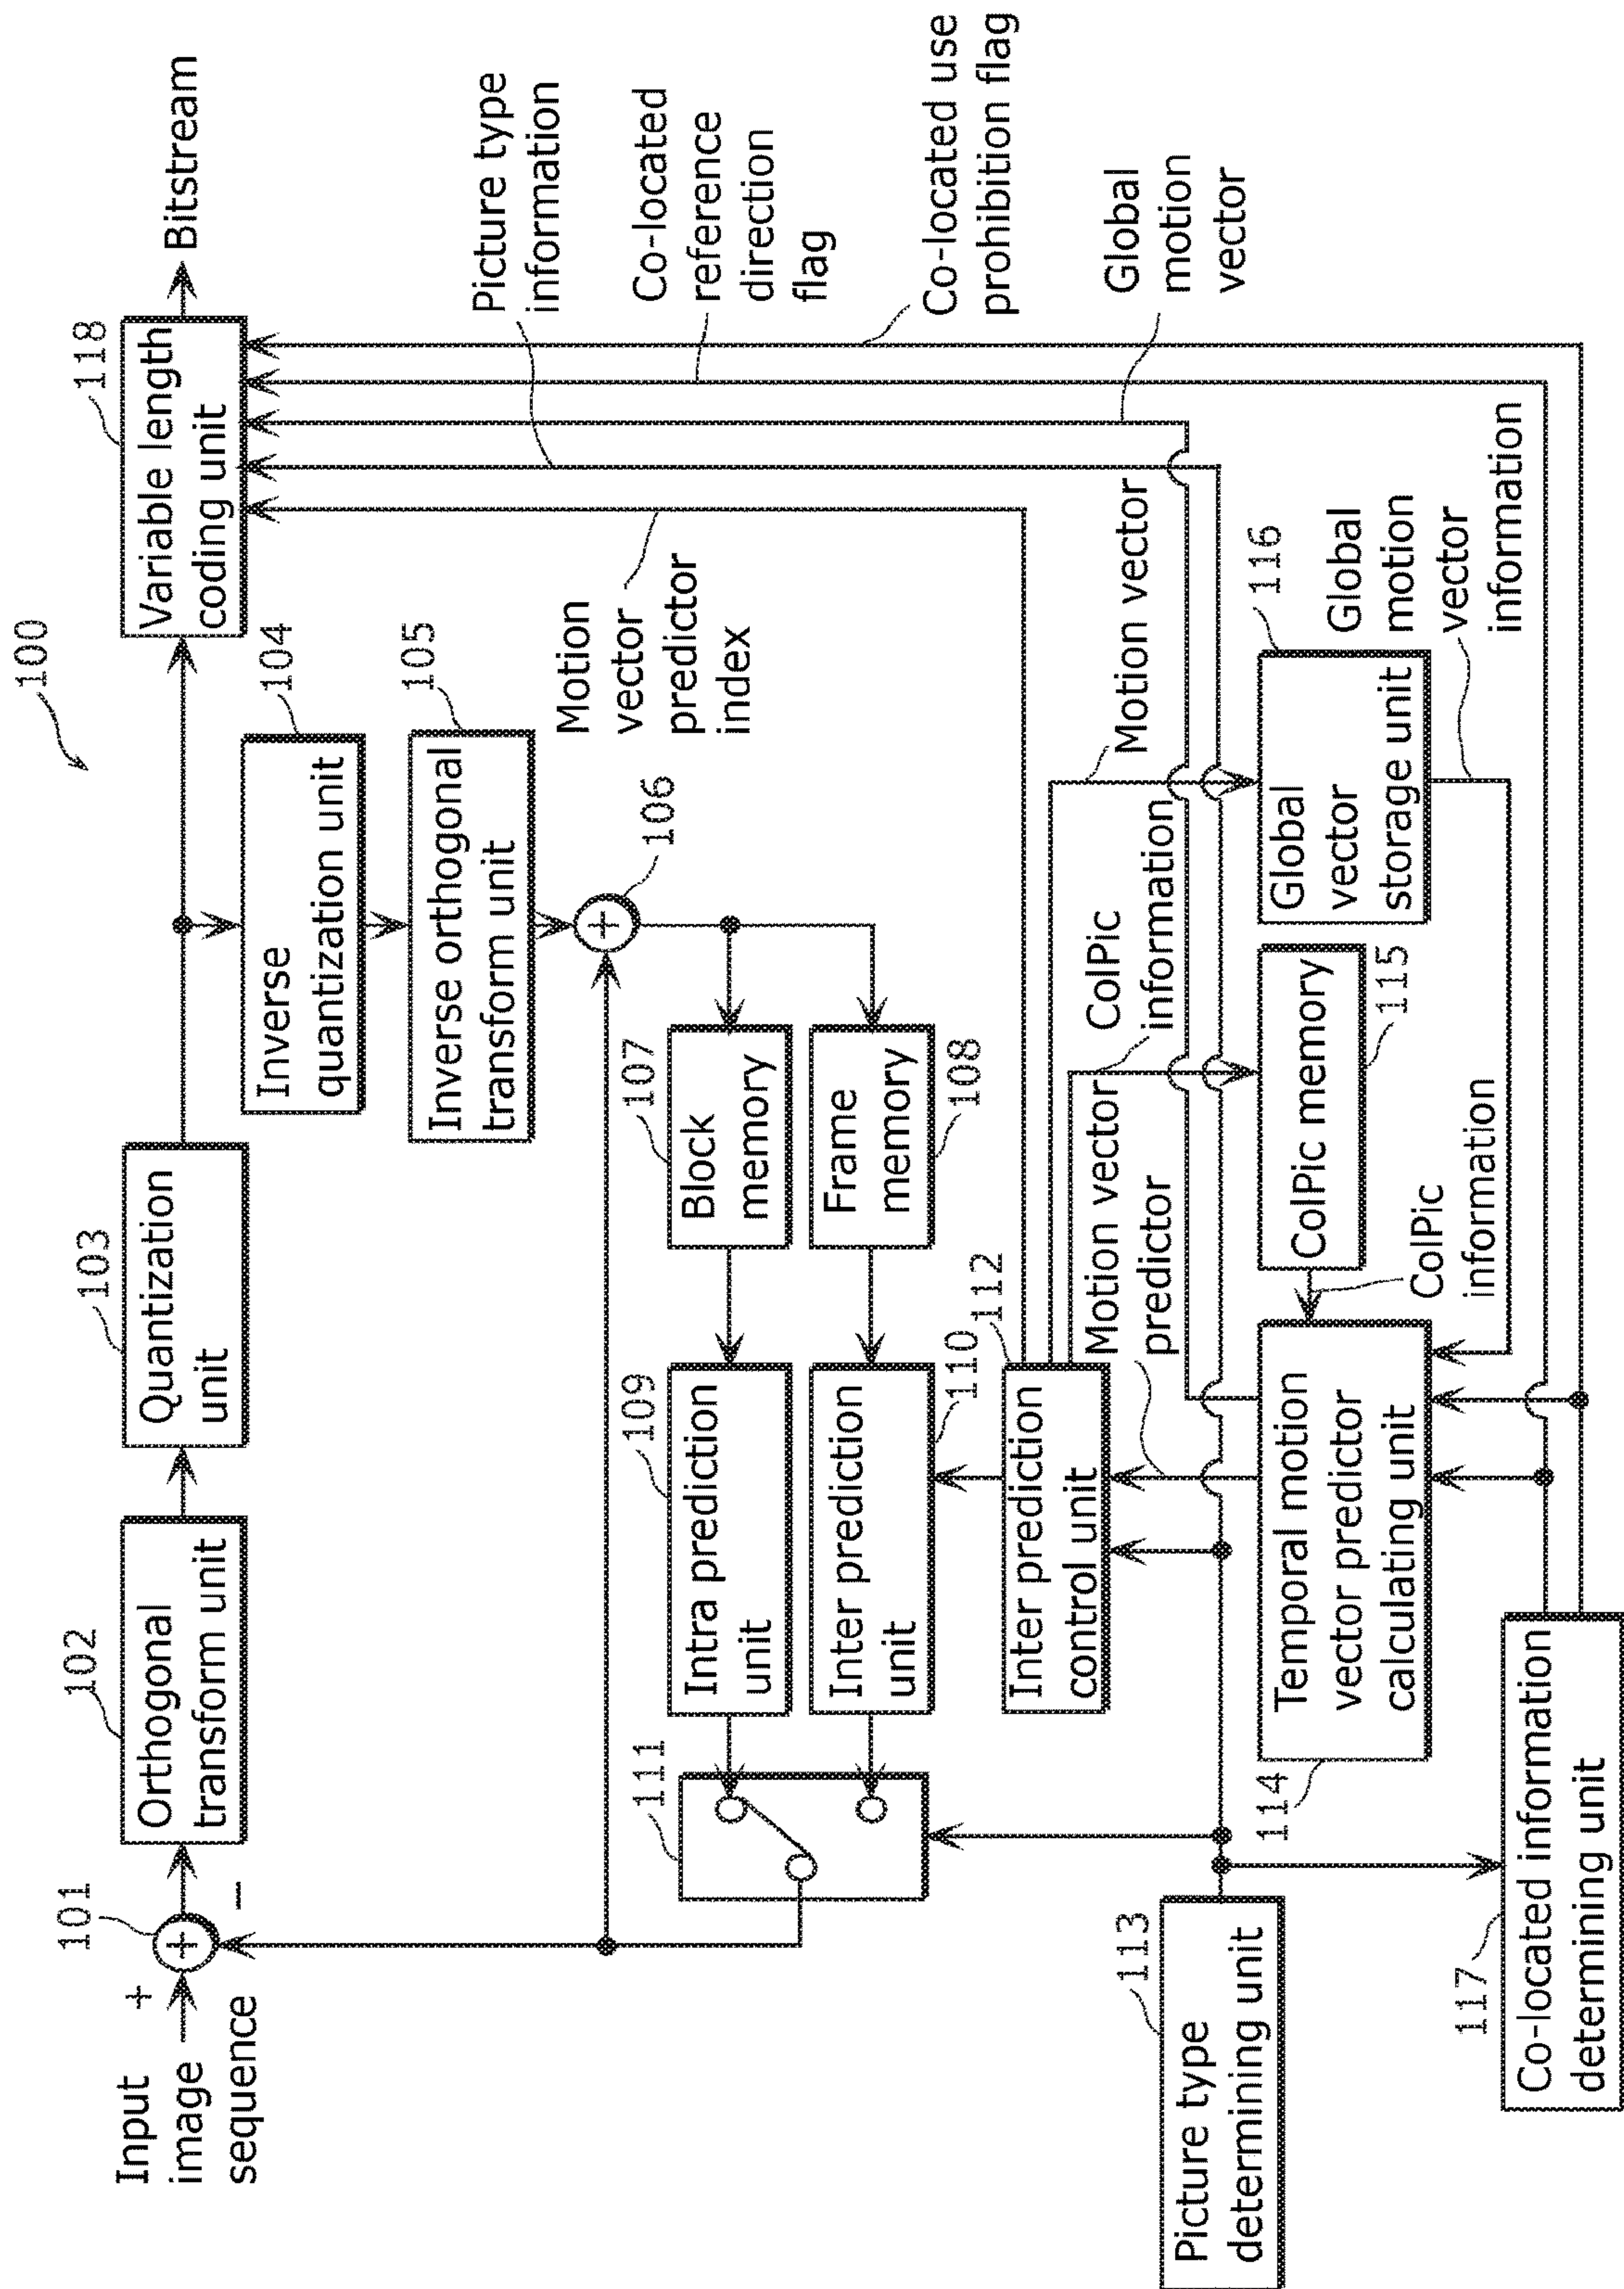 100
Input
image
sequence
+
−
101
+
102
Orthogonal
transform unit
103
Quantization
unit
118
Variable length
coding unit
Bitstream
104
Inverse
quantization unit
105
Inverse orthogonal
transform unit
106
+
107
Block
memory
Frame
memory
108
109
Intra prediction
unit
Inter prediction
unit
110
111
112
Inter prediction
control unit
Motion
vector
predictor
index
Picture type
information
Co-located
reference
direction
flag
Co-located use
prohibition flag
Global
motion
vector
Motion vector
ColPic
information
Motion vector
predictor
113
Picture type
determining unit
114
Temporal motion
vector predictor
calculating unit
ColPic memory
115
ColPic
information
116
Global
vector
storage unit
Global
motion
vector
information
117
Co-located information
determining unit